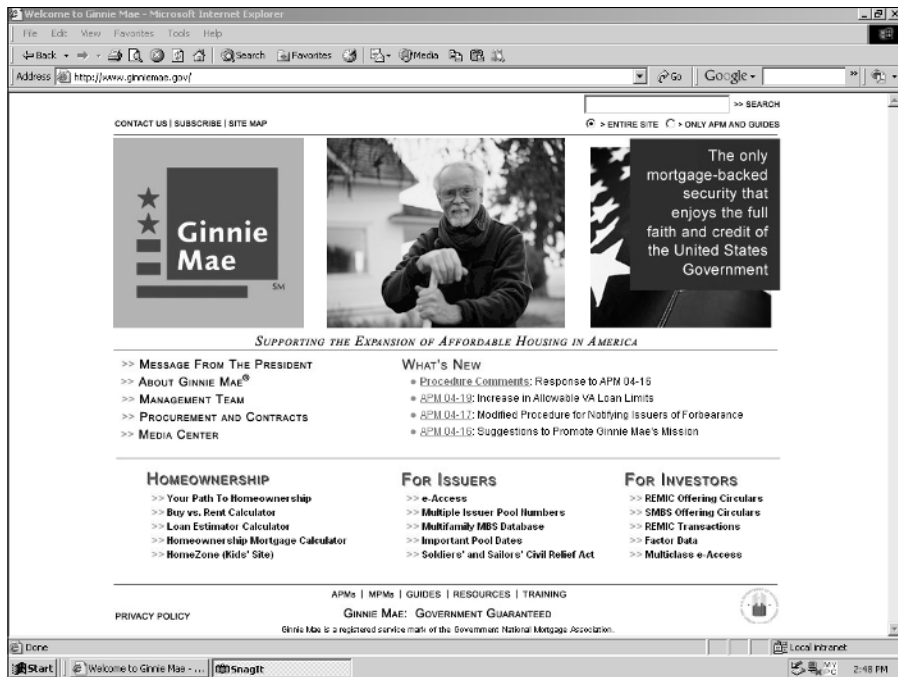 Welcome to Ginnie Mae - Microsoft Internet Explorer
File Edit View Favorites Tools Help
Back Search Favorites Media
Address http://www.ginniemae.gov/ Go Google
>> SEARCH
CONTACT US | SUBSCRIBE | SITE MAP
> ENTIRE SITE > ONLY APM AND GUIDES
Ginnie
Mae
SM
The only
mortgage-backed
security that
enjoys the full
faith and credit of
the United States
Government
SUPPORTING THE EXPANSION OF AFFORDABLE HOUSING IN AMERICA
>> MESSAGE FROM THE PRESIDENT
>> ABOUT GINNIE MAE®
>> MANAGEMENT TEAM
>> PROCUREMENT AND CONTRACTS
>> MEDIA CENTER
WHAT'S NEW
• Procedure Comments: Response to APM 04-16
• APM 04-19: Increase in Allowable VA Loan Limits
• APM 04-17: Modified Procedure for Notifying Issuers of Forbearance
• APM 04-16: Suggestions to Promote Ginnie Mae's Mission
HOMEOWNERSHIP
>> Your Path To Homeownership
>> Buy vs. Rent Calculator
>> Loan Estimator Calculator
>> Homeownership Mortgage Calculator
>> HomeZone (Kids' Site)
FOR ISSUERS
>> e-Access
>> Multiple Issuer Pool Numbers
>> Multifamily MBS Database
>> Important Pool Dates
>> Soldiers' and Sailors' Civil Relief Act
FOR INVESTORS
>> REMIC Offering Circulars
>> SMBS Offering Circulars
>> REMIC Transactions
>> Factor Data
>> Multiclass e-Access
APMs | MPMs | GUIDES | RESOURCES | TRAINING
PRIVACY POLICY
GINNIE MAE: GOVERNMENT GUARANTEED
Ginnie Mae is a registered service mark of the Government National Mortgage Association.
Done Local intranet
Start Welcome to Ginnie Mae - ... SnagIt MY PC 2:48 PM